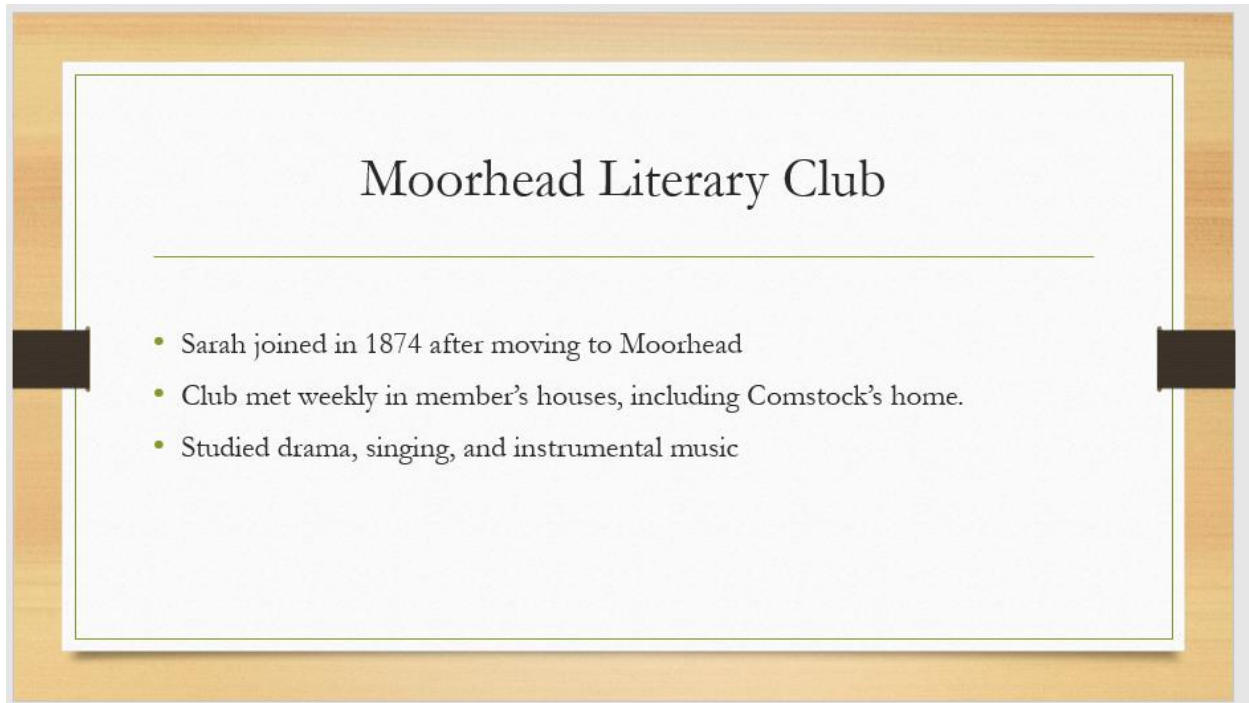 Moorhead Literary Club
• Sarah joined in 1874 after moving to Moorhead
• Club met weekly in member’s houses, including Comstock’s home.
• Studied drama, singing, and instrumental music